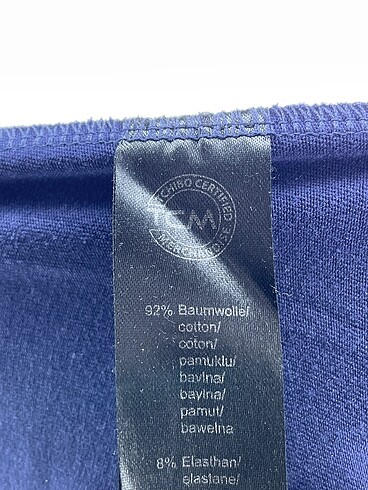 TCHIBO CERTIFIED
TCM
MERCHANDISE
92% Baumwolle/
cotton/
coton/
pamuklu/
bavlna/
bavlna/
pamut/
bawełna
8% Elasthan/
elastane/